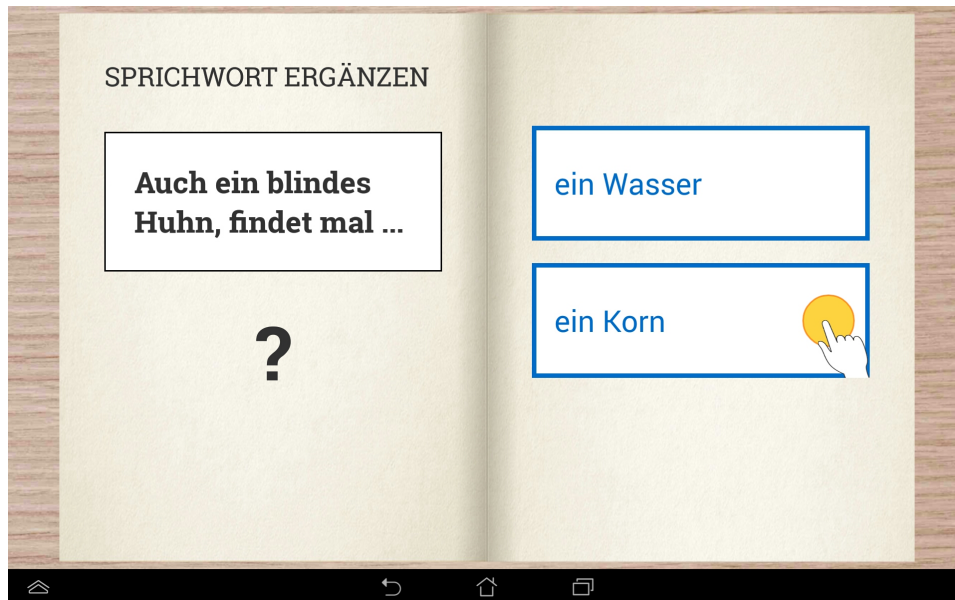 SPRICHWORT ERGÄNZEN
Auch ein blindes
Huhn, findet mal ...
?
ein Wasser
ein Korn